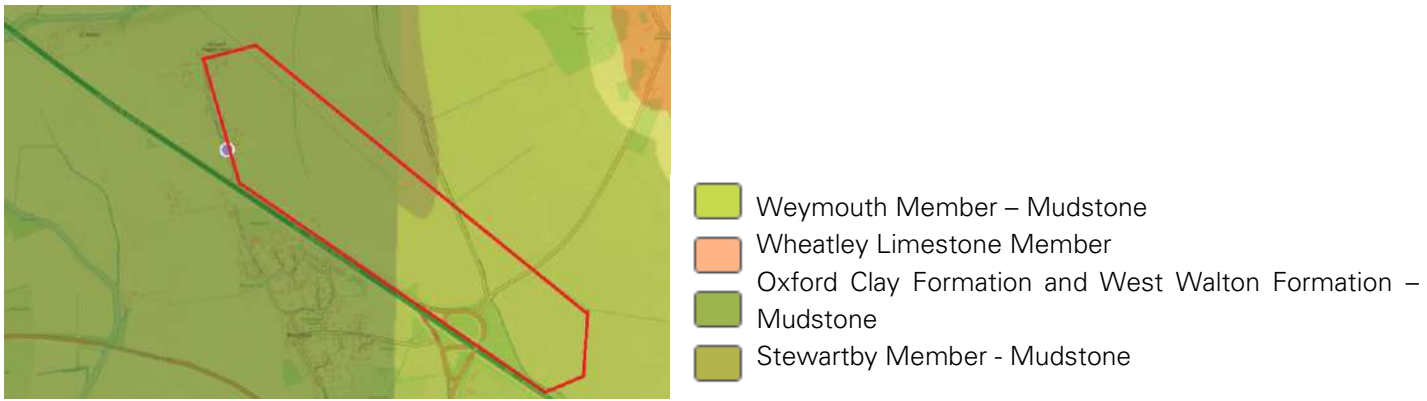 Weymouth Member – Mudstone
Wheatley Limestone Member
Oxford Clay Formation and West Walton Formation –
Mudstone
Stewartby Member - Mudstone